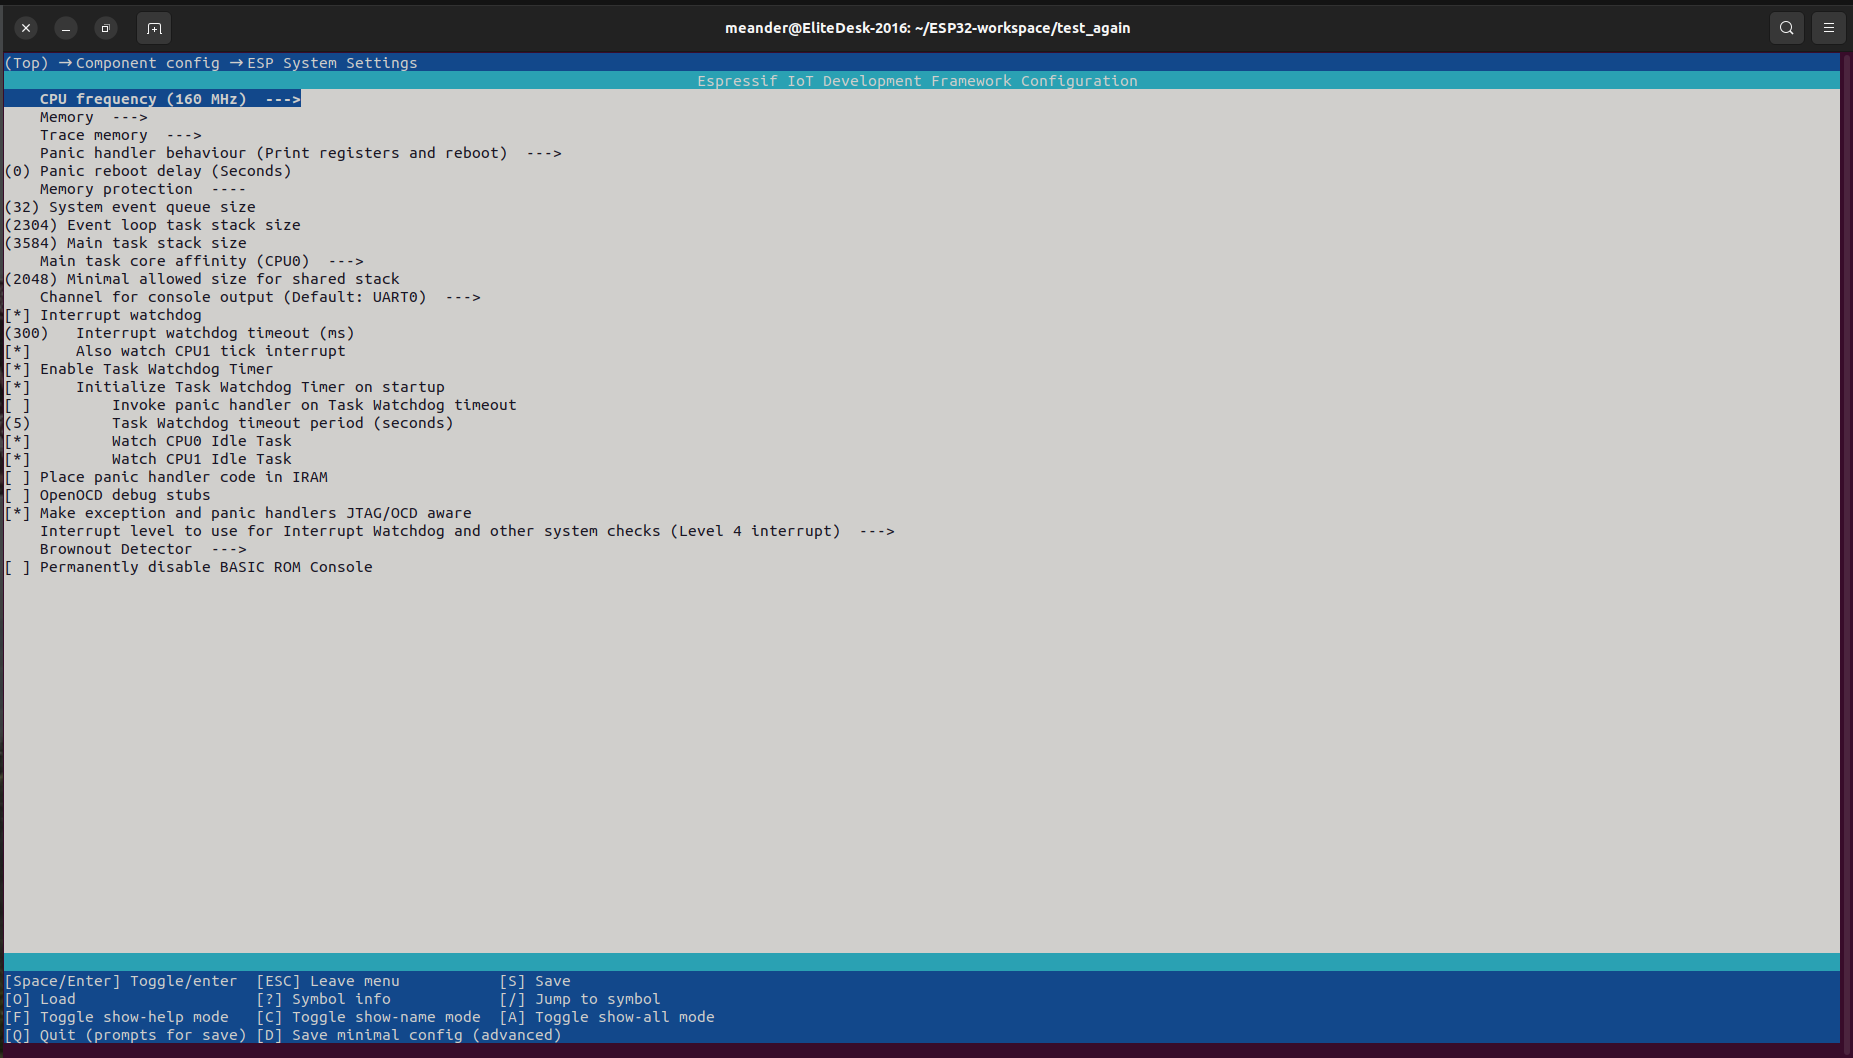 meander@EliteDesk-2016: ~/ESP32-workspace/test_again
(Top) →Component config →ESP System Settings
Espressif IoT Development Framework Configuration
    CPU frequency (160 MHz)  --->
    Memory  --->
    Trace memory  --->
    Panic handler behaviour (Print registers and reboot)  --->
(0) Panic reboot delay (Seconds)
    Memory protection  ----
(32) System event queue size
(2304) Event loop task stack size
(3584) Main task stack size
    Main task core affinity (CPU0)  --->
(2048) Minimal allowed size for shared stack
    Channel for console output (Default: UART0)  --->
[*] Interrupt watchdog
(300)   Interrupt watchdog timeout (ms)
[*]     Also watch CPU1 tick interrupt
[*] Enable Task Watchdog Timer
[*]     Initialize Task Watchdog Timer on startup
[ ]         Invoke panic handler on Task Watchdog timeout
(5)         Task Watchdog timeout period (seconds)
[*]         Watch CPU0 Idle Task
[*]         Watch CPU1 Idle Task
[ ] Place panic handler code in IRAM
[ ] OpenOCD debug stubs
[*] Make exception and panic handlers JTAG/OCD aware
    Interrupt level to use for Interrupt Watchdog and other system checks (Level 4 interrupt)  --->
    Brownout Detector  --->
[ ] Permanently disable BASIC ROM Console
[Space/Enter] Toggle/enter  [ESC] Leave menu           [S] Save
[O] Load                    [?] Symbol info            [/] Jump to symbol
[F] Toggle show-help mode   [C] Toggle show-name mode  [A] Toggle show-all mode
[Q] Quit (prompts for save) [D] Save minimal config (advanced)